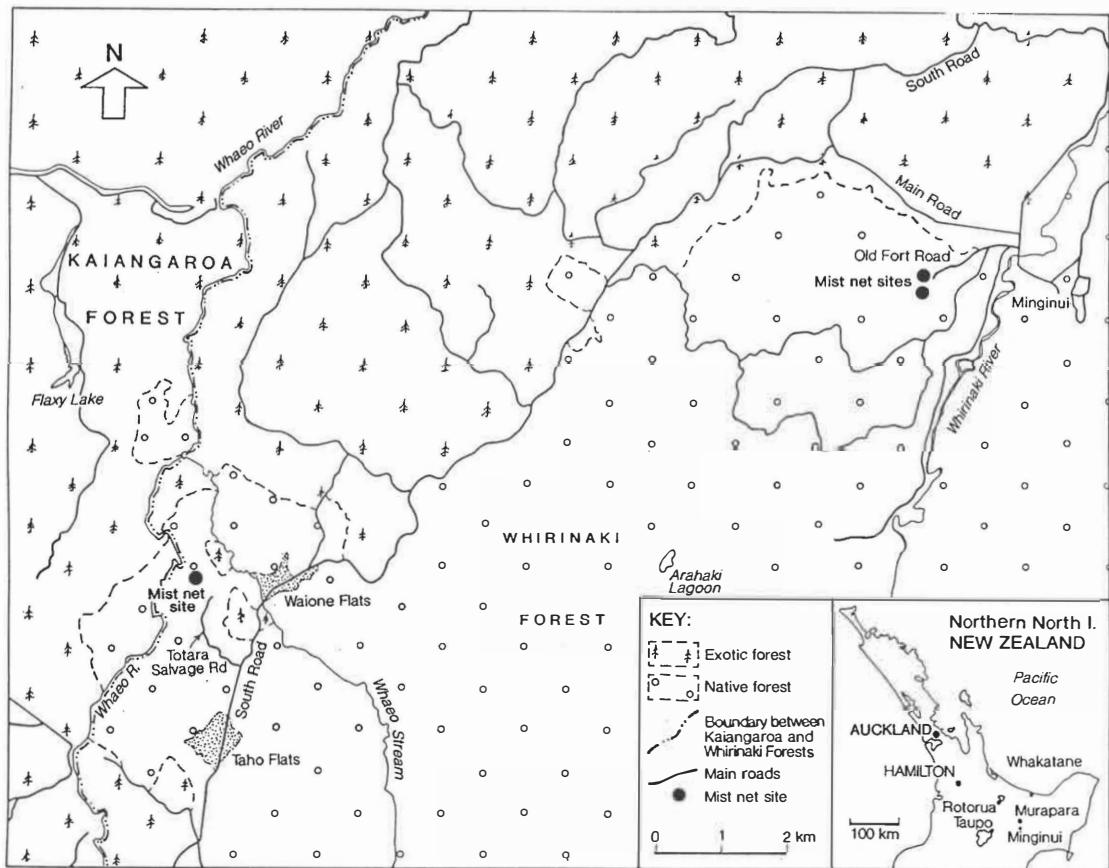 N
Whaeo River
South Road
Main Road
KAIANGAROA
FOREST
Old Fort Road
Mist net sites
Minginui
Flaxy Lake
Whirinaki River
WHIRINAKI
FOREST
Arahaki
Lagoon
Mist net
site
Waione Flats
Totara
Salvage Rd
Whaeo R.
South Road
Whaeo Stream
Taho Flats
KEY:
Exotic forest
Native forest
Boundary between
Kaiangaroa and
Whirinaki Forests
Main roads
Mist net site
0 1 2 km
Northern North I.
NEW ZEALAND
Pacific
Ocean
AUCKLAND
Whakatane
HAMILTON
Rotorua
Murapara
Taupo
Minginui
100 km